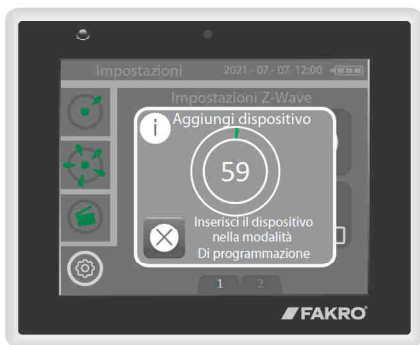 Impostazioni 2021-07-07 12:00
Impostazioni Z-Wave
i Aggiungi dispositivo
59
Inserisci il dispositivo
nella modalità
Di programmazione
1 2
FAKRO